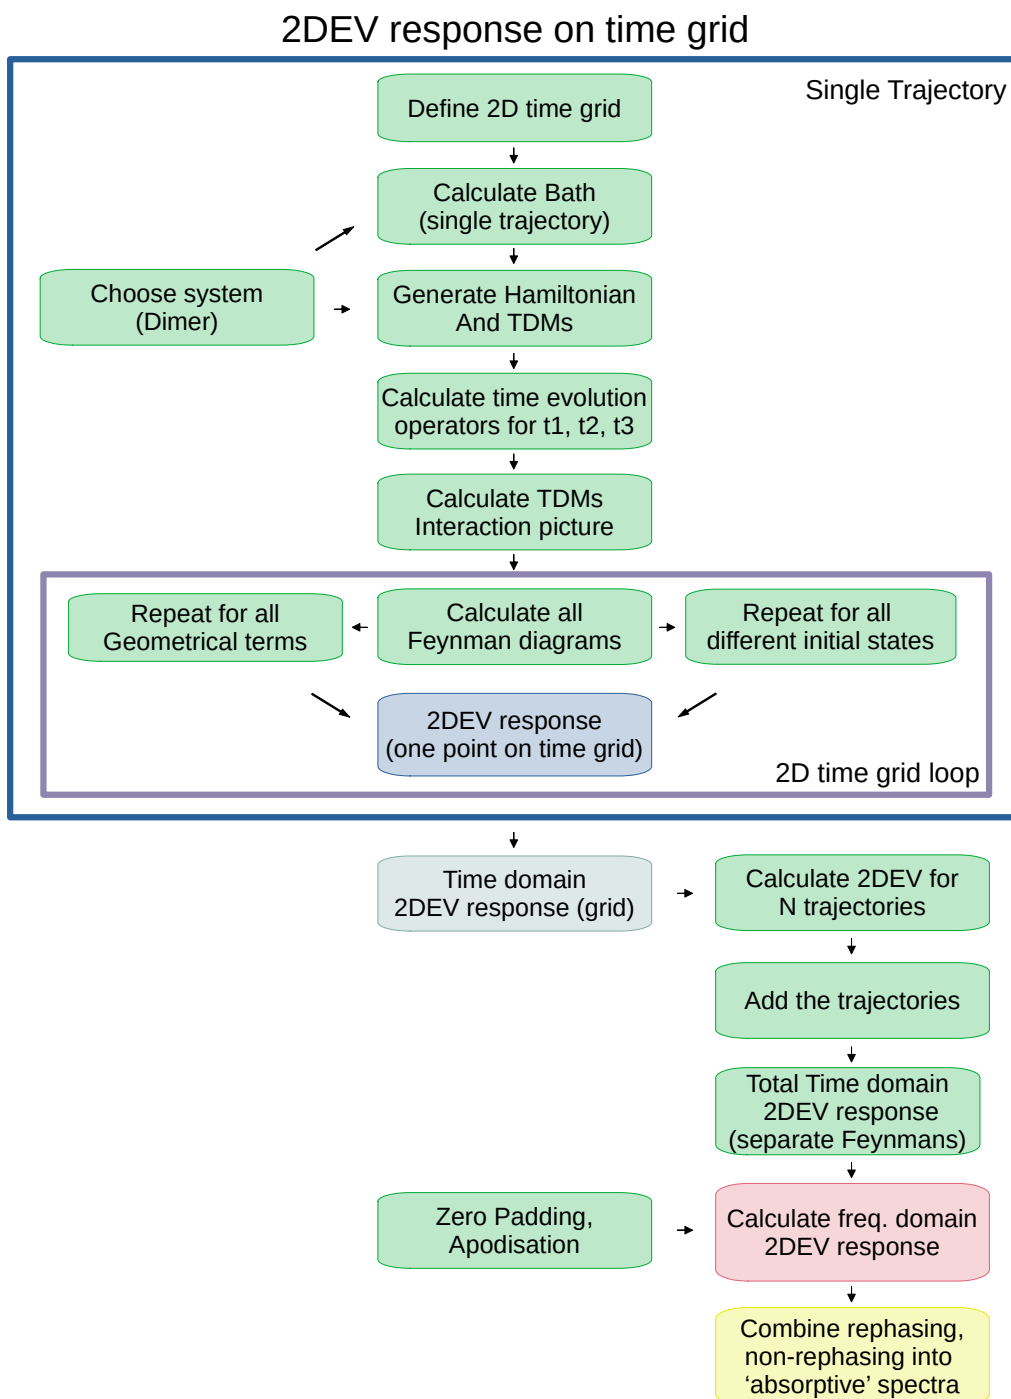 2DEV response on time grid
Single Trajectory
Define 2D time grid
Calculate Bath
(single trajectory)
Choose system
(Dimer)
Generate Hamiltonian
And TDMs
Calculate time evolution
operators for t1, t2, t3
Calculate TDMs
Interaction picture
Repeat for all
Geometrical terms
Calculate all
Feynman diagrams
Repeat for all
different initial states
2DEV response
(one point on time grid)
2D time grid loop
Time domain
2DEV response (grid)
Calculate 2DEV for
N trajectories
Add the trajectories
Total Time domain
2DEV response
(separate Feynmans)
Zero Padding,
Apodisation
Calculate freq. domain
2DEV response
Combine rephasing,
non-rephasing into
‘absorptive’ spectra